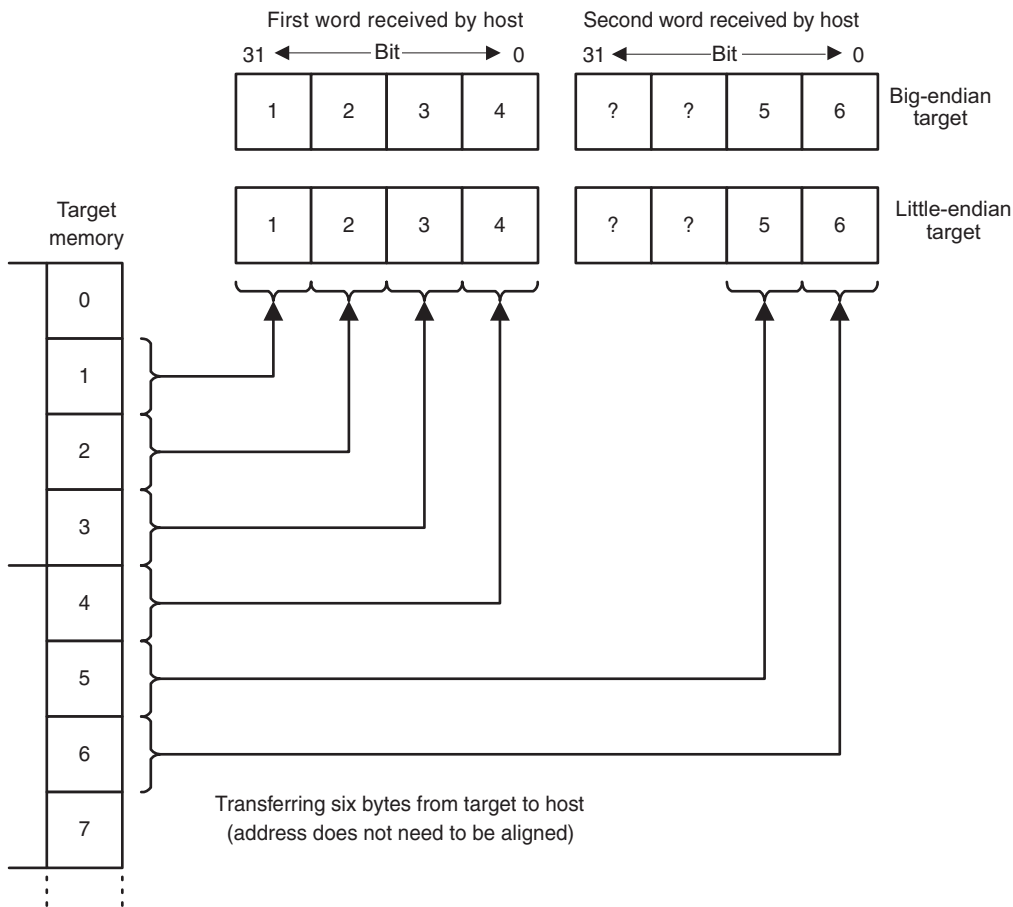 First word received by host
Second word received by host
31 Bit 0
31 Bit 0
1 2 3 4
? ? 5 6
Big-endian
target
1 2 3 4
? ? 5 6
Little-endian
target
Target
memory
0
1
2
3
4
5
6
7
Transferring six bytes from target to host
(address does not need to be aligned)